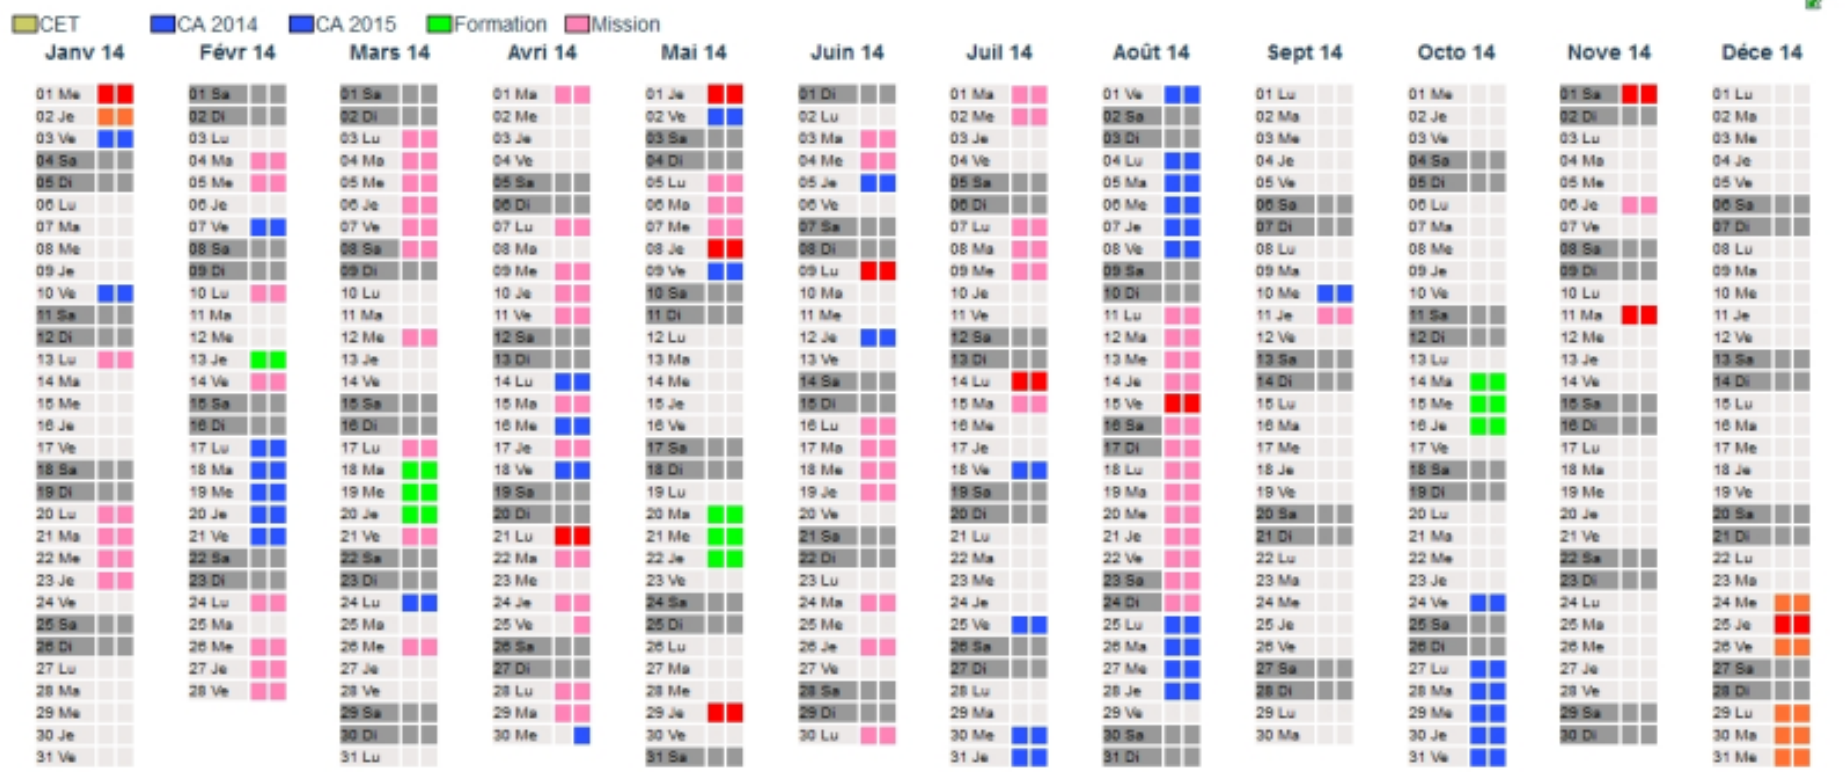 CET CA 2014 CA 2015 Formation Mission
Janv 14 Févr 14 Mars 14 Avri 14 Mai 14 Juin 14 Juil 14 Août 14 Sept 14 Octo 14 Nove 14 Déce 14
01 Me 01 Sa 01 Sa 01 Ma 01 Je 01 Di 01 Ma 01 Ve 01 Lu 01 Me 01 Sa 01 Lu
02 Je 02 Di 02 Di 02 Me 02 Ve 02 Lu 02 Me 02 Sa 02 Ma 02 Je 02 Di 02 Ma
03 Ve 03 Lu 03 Lu 03 Je 03 Sa 03 Ma 03 Je 03 Di 03 Me 03 Ve 03 Lu 03 Me
04 Sa 04 Ma 04 Ma 04 Ve 04 Di 04 Me 04 Ve 04 Lu 04 Je 04 Sa 04 Ma 04 Je
05 Di 05 Me 05 Me 05 Sa 05 Lu 05 Je 05 Sa 05 Ma 05 Ve 05 Di 05 Me 05 Ve
06 Lu 06 Je 06 Je 06 Di 06 Ma 06 Ve 06 Di 06 Me 06 Sa 06 Lu 06 Je 06 Sa
07 Ma 07 Ve 07 Ve 07 Lu 07 Me 07 Sa 07 Lu 07 Je 07 Di 07 Ma 07 Ve 07 Di
08 Me 08 Sa 08 Sa 08 Ma 08 Je 08 Di 08 Ma 08 Ve 08 Lu 08 Me 08 Sa 08 Lu
09 Je 09 Di 09 Di 09 Me 09 Ve 09 Lu 09 Me 09 Sa 09 Ma 09 Je 09 Di 09 Ma
10 Ve 10 Lu 10 Lu 10 Je 10 Sa 10 Ma 10 Je 10 Di 10 Me 10 Ve 10 Lu 10 Me
11 Sa 11 Ma 11 Ma 11 Ve 11 Di 11 Me 11 Ve 11 Lu 11 Je 11 Sa 11 Ma 11 Je
12 Di 12 Me 12 Me 12 Sa 12 Lu 12 Je 12 Sa 12 Ma 12 Ve 12 Di 12 Me 12 Ve
13 Lu 13 Je 13 Je 13 Di 13 Ma 13 Ve 13 Di 13 Me 13 Sa 13 Lu 13 Je 13 Sa
14 Ma 14 Ve 14 Ve 14 Lu 14 Me 14 Sa 14 Lu 14 Je 14 Di 14 Ma 14 Ve 14 Di
15 Me 15 Sa 15 Sa 15 Ma 15 Je 15 Di 15 Ma 15 Ve 15 Lu 15 Me 15 Sa 15 Lu
16 Je 16 Di 16 Di 16 Me 16 Ve 16 Lu 16 Me 16 Sa 16 Ma 16 Je 16 Di 16 Ma
17 Ve 17 Lu 17 Lu 17 Je 17 Sa 17 Ma 17 Je 17 Di 17 Me 17 Ve 17 Lu 17 Me
18 Sa 18 Ma 18 Ma 18 Ve 18 Di 18 Me 18 Ve 18 Lu 18 Je 18 Sa 18 Ma 18 Je
19 Di 19 Me 19 Me 19 Sa 19 Lu 19 Je 19 Sa 19 Ma 19 Ve 19 Di 19 Me 19 Ve
20 Lu 20 Je 20 Je 20 Di 20 Ma 20 Ve 20 Di 20 Me 20 Sa 20 Lu 20 Je 20 Sa
21 Ma 21 Ve 21 Ve 21 Lu 21 Me 21 Sa 21 Lu 21 Je 21 Di 21 Ma 21 Ve 21 Di
22 Me 22 Sa 22 Sa 22 Ma 22 Je 22 Di 22 Ma 22 Ve 22 Lu 22 Me 22 Sa 22 Lu
23 Je 23 Di 23 Di 23 Me 23 Ve 23 Lu 23 Me 23 Sa 23 Ma 23 Je 23 Di 23 Ma
24 Ve 24 Lu 24 Lu 24 Je 24 Sa 24 Ma 24 Je 24 Di 24 Me 24 Ve 24 Lu 24 Me
25 Sa 25 Ma 25 Ma 25 Ve 25 Di 25 Me 25 Ve 25 Lu 25 Je 25 Sa 25 Ma 25 Je
26 Di 26 Me 26 Me 26 Sa 26 Lu 26 Je 26 Sa 26 Ma 26 Ve 26 Di 26 Me 26 Ve
27 Lu 27 Je 27 Je 27 Di 27 Ma 27 Ve 27 Di 27 Me 27 Sa 27 Lu 27 Je 27 Sa
28 Ma 28 Ve 28 Ve 28 Lu 28 Me 28 Sa 28 Lu 28 Je 28 Di 28 Ma 28 Ve 28 Di
29 Me 29 Sa 29 Ma 29 Je 29 Di 29 Ma 29 Ve 29 Lu 29 Me 29 Sa 29 Lu
30 Je 30 Di 30 Me 30 Ve 30 Lu 30 Me 30 Sa 30 Ma 30 Je 30 Di 30 Ma
31 Ve 31 Lu 31 Sa 31 Je 31 Di 31 Ve 31 Me